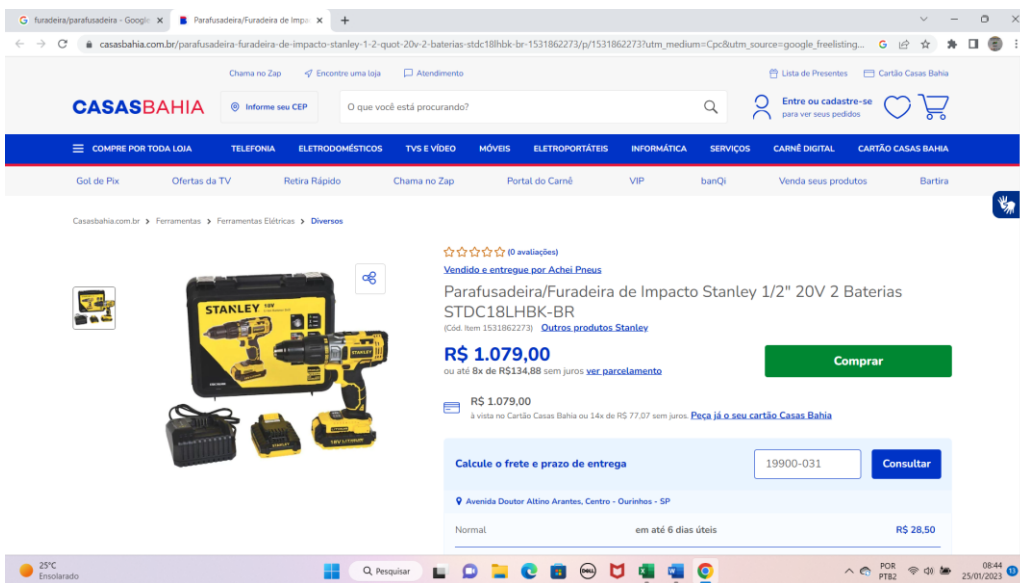 furadeira/parafusadeira - Google
Parafusadeira/Furadeira de Impa
casasbahia.com.br/parafusadeira-furadeira-de-impacto-stanley-1-2-quot-20v-2-baterias-stdc18lhbk-br-1531862273/p/1531862273?utm_medium=Cpc&utm_source=google_freelisting...
Chama no Zap Encontre uma loja Atendimento Lista de Presentes Cartão Casas Bahia
CASASBAHIA Informe seu CEP O que você está procurando? Entre ou cadastre-se
para ver seus pedidos
COMPRE POR TODA LOJA TELEFONIA ELETRODOMÉSTICOS TVS E VÍDEO MÓVEIS ELETROPORTÁTEIS INFORMÁTICA SERVIÇOS CARNÊ DIGITAL CARTÃO CASAS BAHIA
Gol de Pix Ofertas da TV Retira Rápido Chama no Zap Portal do Carnê VIP banQi Venda seus produtos Bartira
Casasbahia.com.br > Ferramentas > Ferramentas Elétricas > Diversos
STANLEY 18V
STANLEY
18V LITHIUM
(0 avaliações)
Vendido e entregue por Achei Pneus
Parafusadeira/Furadeira de Impacto Stanley 1/2" 20V 2 Baterias
STDC18LHBK-BR
(Cód. Item 1531862273) Outros produtos Stanley
R$ 1.079,00
ou até 8x de R$134,88 sem juros ver parcelamento
Comprar
R$ 1.079,00
à vista no Cartão Casas Bahia ou 14x de R$ 77,07 sem juros. Peça já o seu cartão Casas Bahia
Calcule o frete e prazo de entrega 19900-031 Consultar
Avenida Doutor Altino Arantes, Centro - Ourinhos - SP
Normal em até 6 dias úteis R$ 28,50
25°C
Ensolarado
Pesquisar
DELL
POR
PTB2
08:44
25/01/2023
13